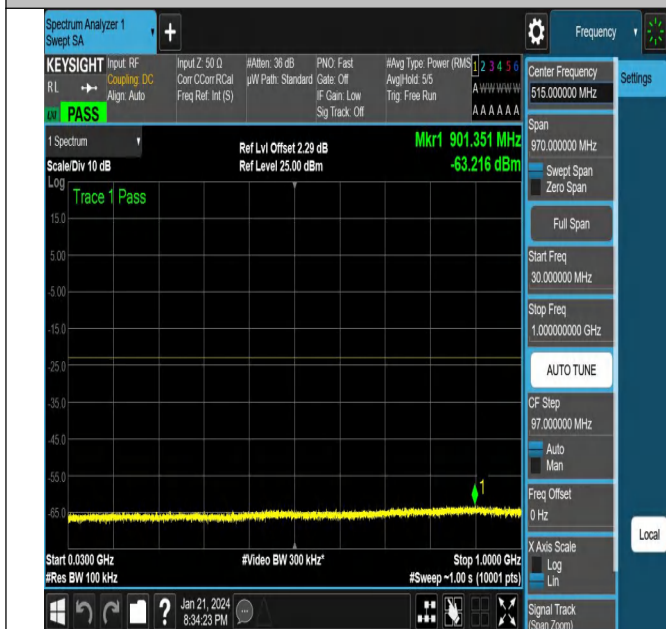 Spectrum Analyzer 1
Swept SA
Frequency
KEYSIGHT
RL
PASS
Input: RF
Coupling: DC
Align: Auto
Input Z: 50 Ω
Corr CCorr RCal
Freq Ref: Int (S)
#Atten: 36 dB
µW Path: Standard
PNO: Fast
Gate: Off
IF Gain: Low
Sig Track: Off
#Avg Type: Power (RMS
Avg|Hold: 5/5
Trig: Free Run
1 2 3 4 5 6
A W W W W W
A A A A A A
Center Frequency
515.000000 MHz
Settings
1 Spectrum
Scale/Div 10 dB
Ref Lvl Offset 2.29 dB
Ref Level 25.00 dBm
Mkr1 901.351 MHz
-63.216 dBm
Span
970.000000 MHz
Swept Span
Zero Span
Full Span
Log
Trace 1 Pass
15.0
5.00
-5.00
-15.0
-25.0
-35.0
-45.0
-55.0
-65.0
1
Start Freq
30.000000 MHz
Stop Freq
1.000000000 GHz
AUTO TUNE
CF Step
97.000000 MHz
Auto
Man
Freq Offset
0 Hz
Local
X Axis Scale
Log
Lin
Signal Track
(Span Zoom)
Start 0.0300 GHz
#Res BW 100 kHz
#Video BW 300 kHz*
Stop 1.0000 GHz
#Sweep ~1.00 s (10001 pts)
?
Jan 21, 2024
8:34:23 PM